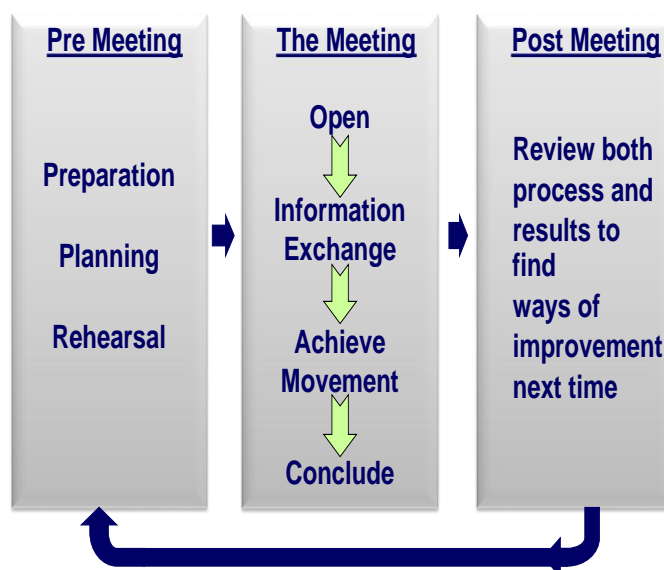 Pre Meeting
Preparation
Planning
Rehearsal
The Meeting
Open
Information
Exchange
Achieve
Movement
Conclude
Post Meeting
Review both
process and
results to
find
ways of
improvement
next time